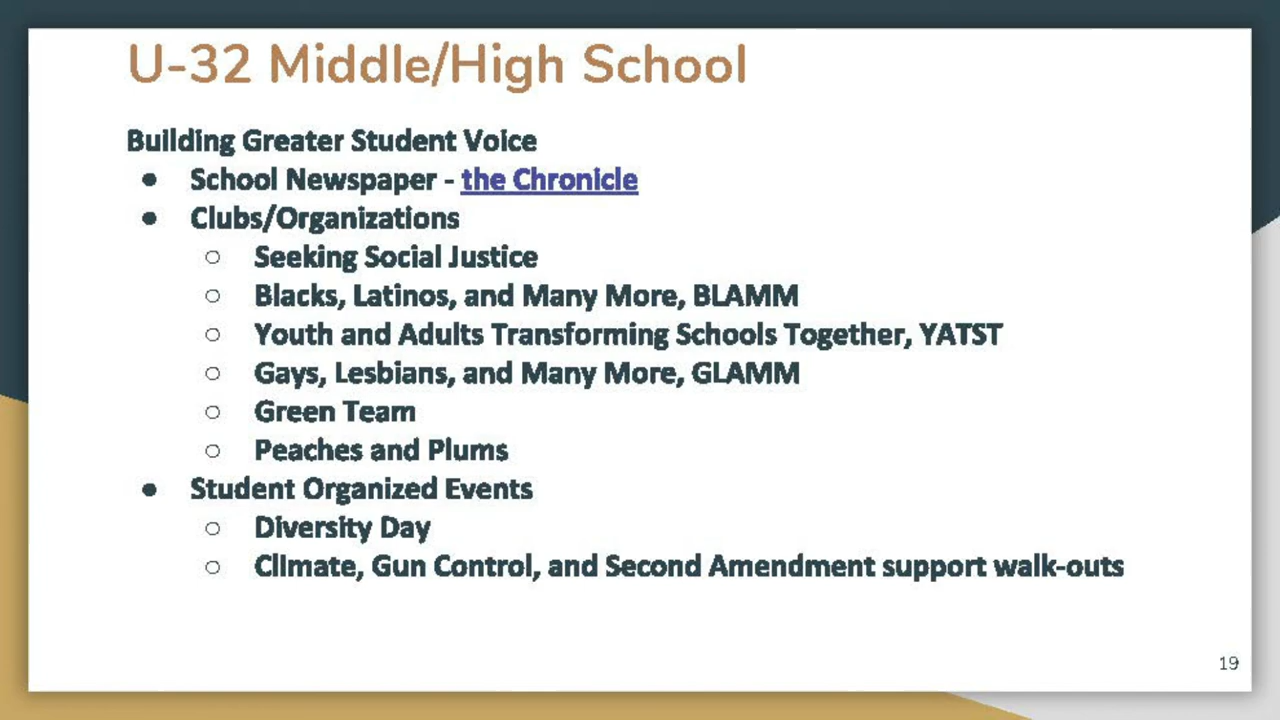 U-32 Middle/High School
Building Greater Student Voice
● School Newspaper - the Chronicle
● Clubs/Organizations
○ Seeking Social Justice
○ Blacks, Latinos, and Many More, BLAMM
○ Youth and Adults Transforming Schools Together, YATST
○ Gays, Lesbians, and Many More, GLAMM
○ Green Team
○ Peaches and Plums
● Student Organized Events
○ Diversity Day
○ Climate, Gun Control, and Second Amendment support walk-outs
19